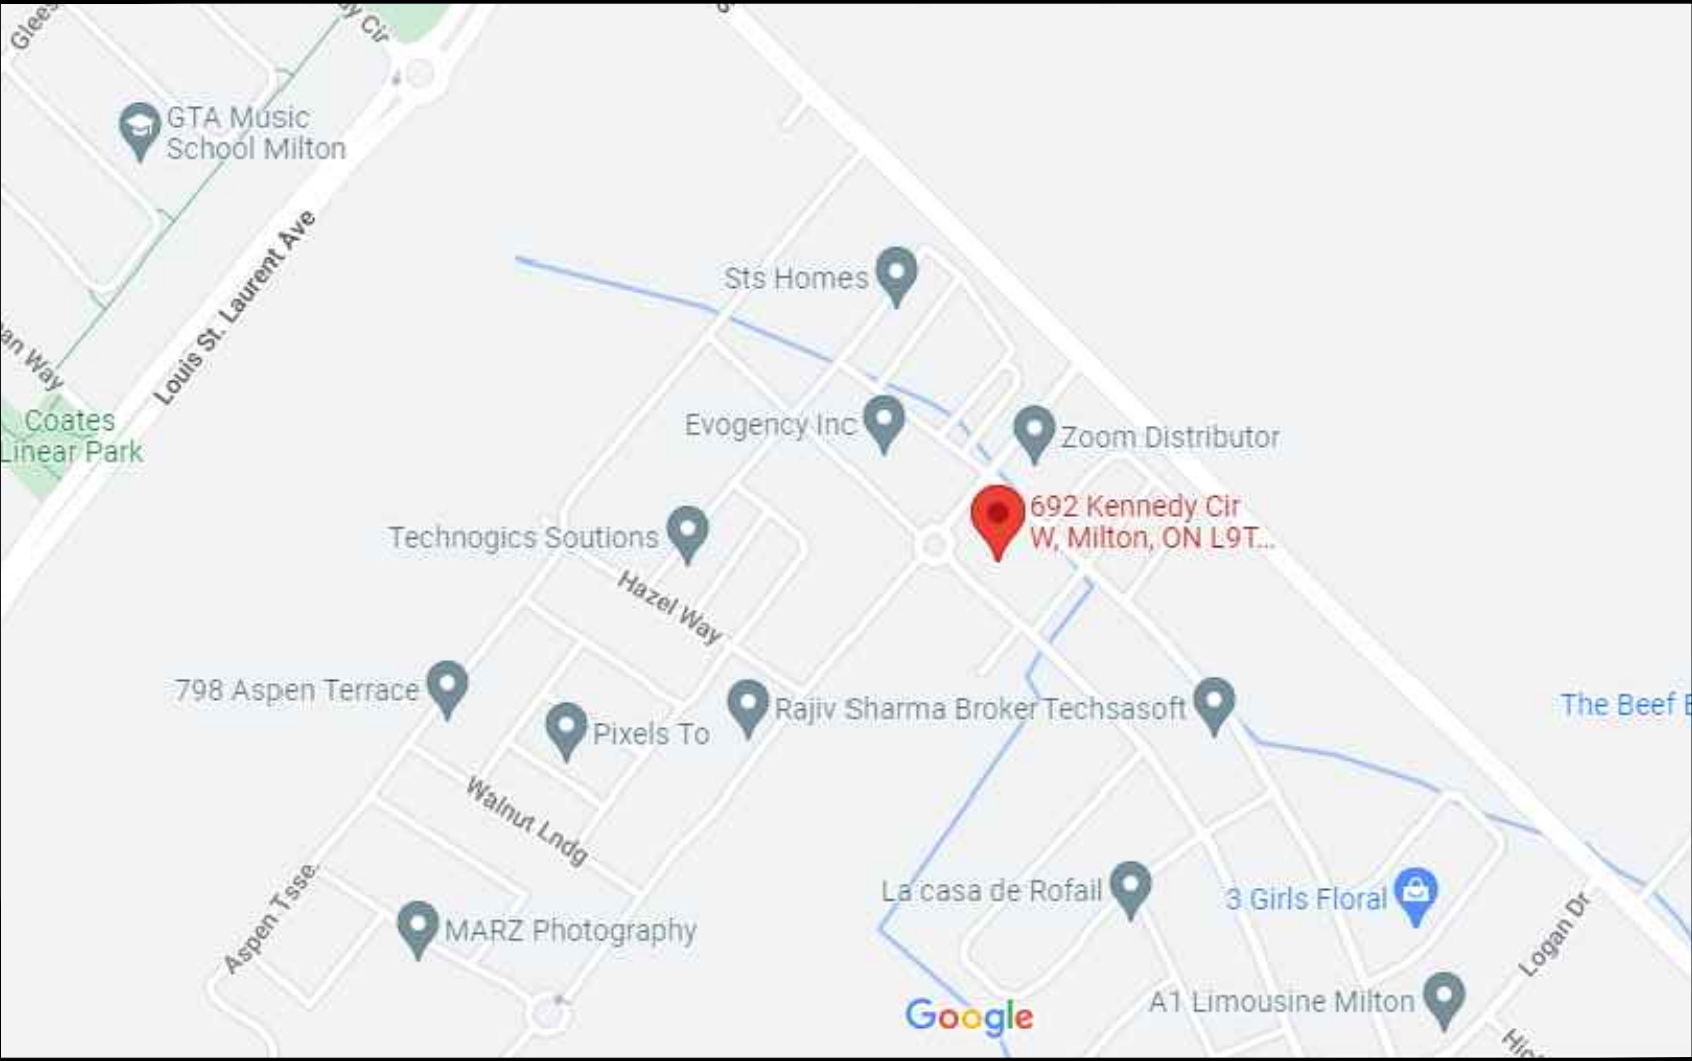 GTA Music
School Milton
Louis St. Laurent Ave
Way
Coates
Linear Park
Sts Homes
Evogency Inc
Zoom Distributor
692 Kennedy Cir
W, Milton, ON L9T...
Technogics Soutions
Hazel Way
798 Aspen Terrace
Pixels To
Rajiv Sharma Broker
Techsasoft
The Beef
Walnut Lndg
Aspen Tsse
MARZ Photography
La casa de Rofail
3 Girls Floral
Logan Dr
A1 Limousine Milton
Google